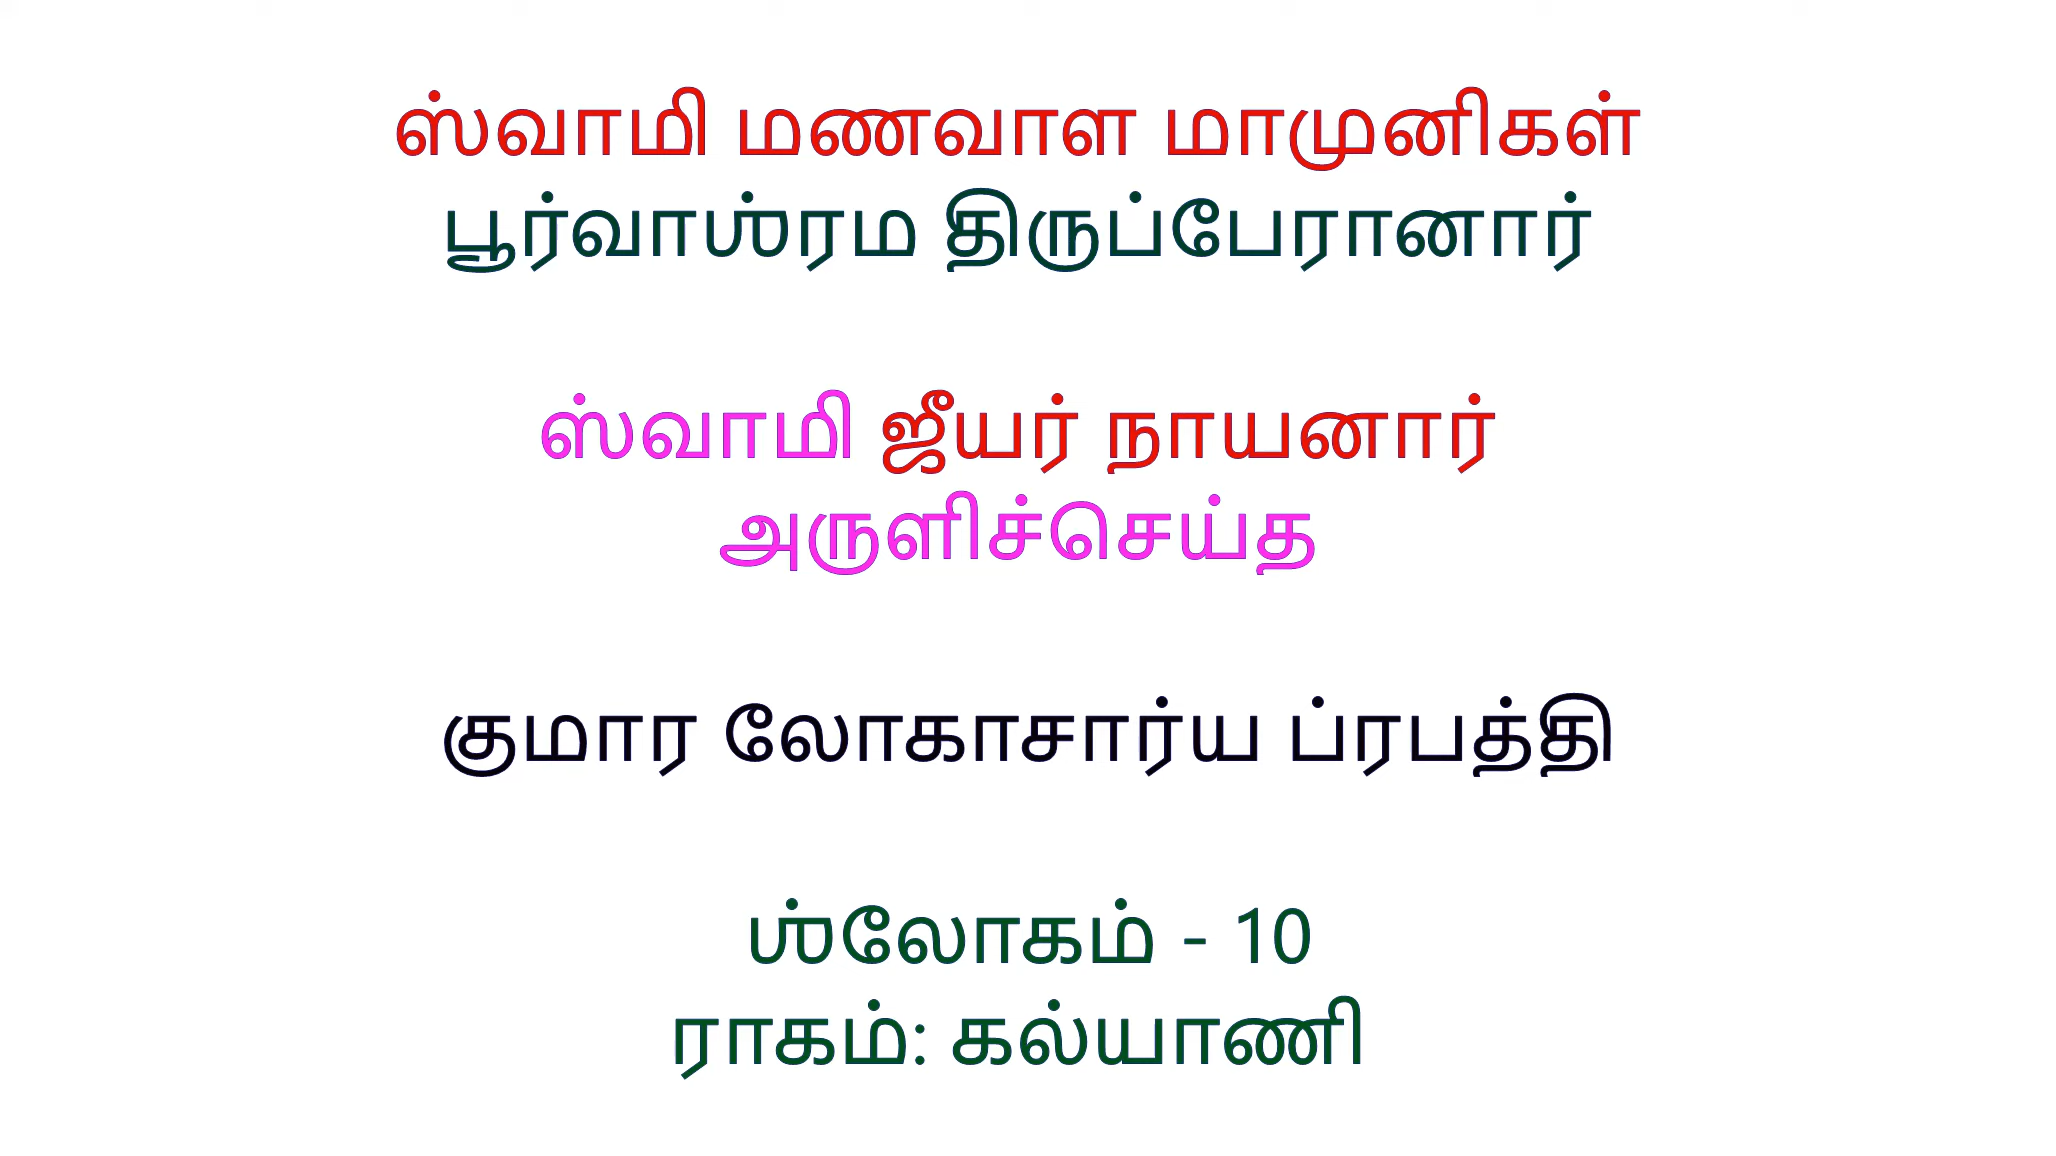 ஸ்வாமி மணவாள மாமுனிகள்
பூர்வாஶ்ரம திருப்பேரானார்
ஸ்வாமி ஜீயர் நாயனார்
அருளிச்செய்த
குமார லோகாசார்ய ப்ரபத்தி
ஶ்லோகம் - 10
ராகம்: கல்யாணி